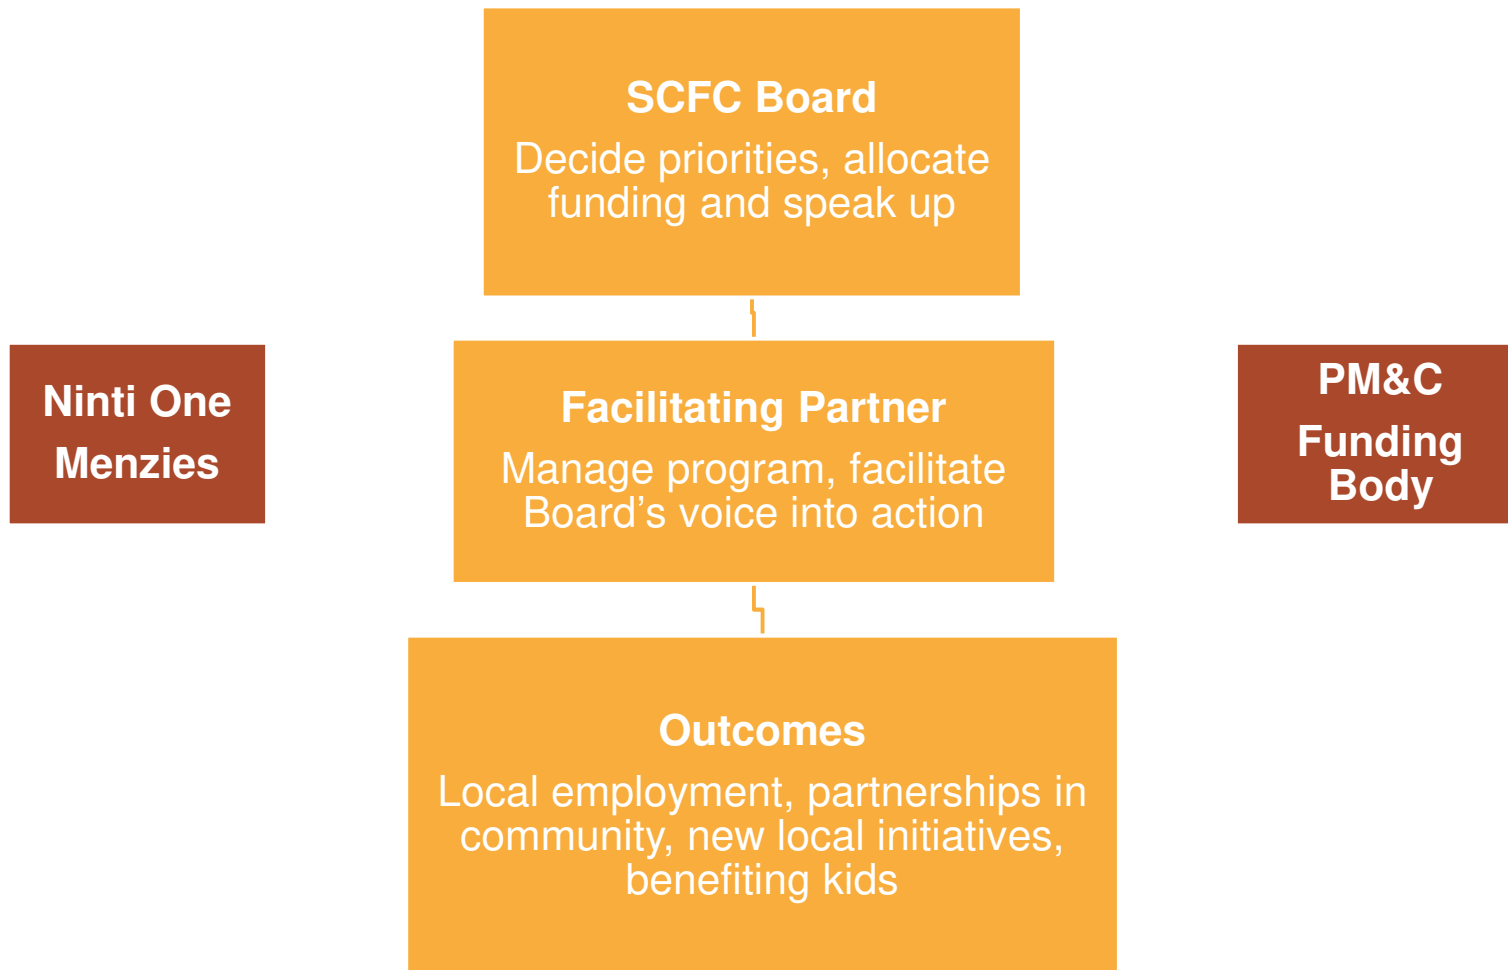 SCFC Board
Decide priorities, allocate
funding and speak up
Ninti One
Menzies
Facilitating Partner
Manage program, facilitate
Board’s voice into action
PM&C
Funding
Body
Outcomes
Local employment, partnerships in
community, new local initiatives,
benefiting kids